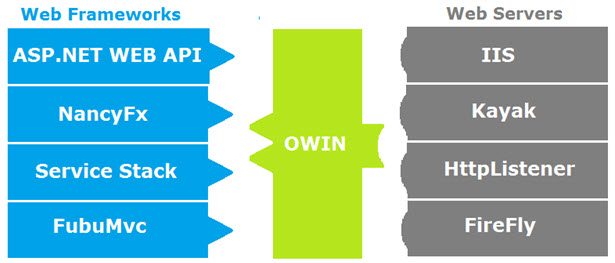 Web Frameworks
Web Servers
ASP.NET WEB API
NancyFx
Service Stack
FubuMvc
OWIN
IIS
Kayak
HttpListener
FireFly